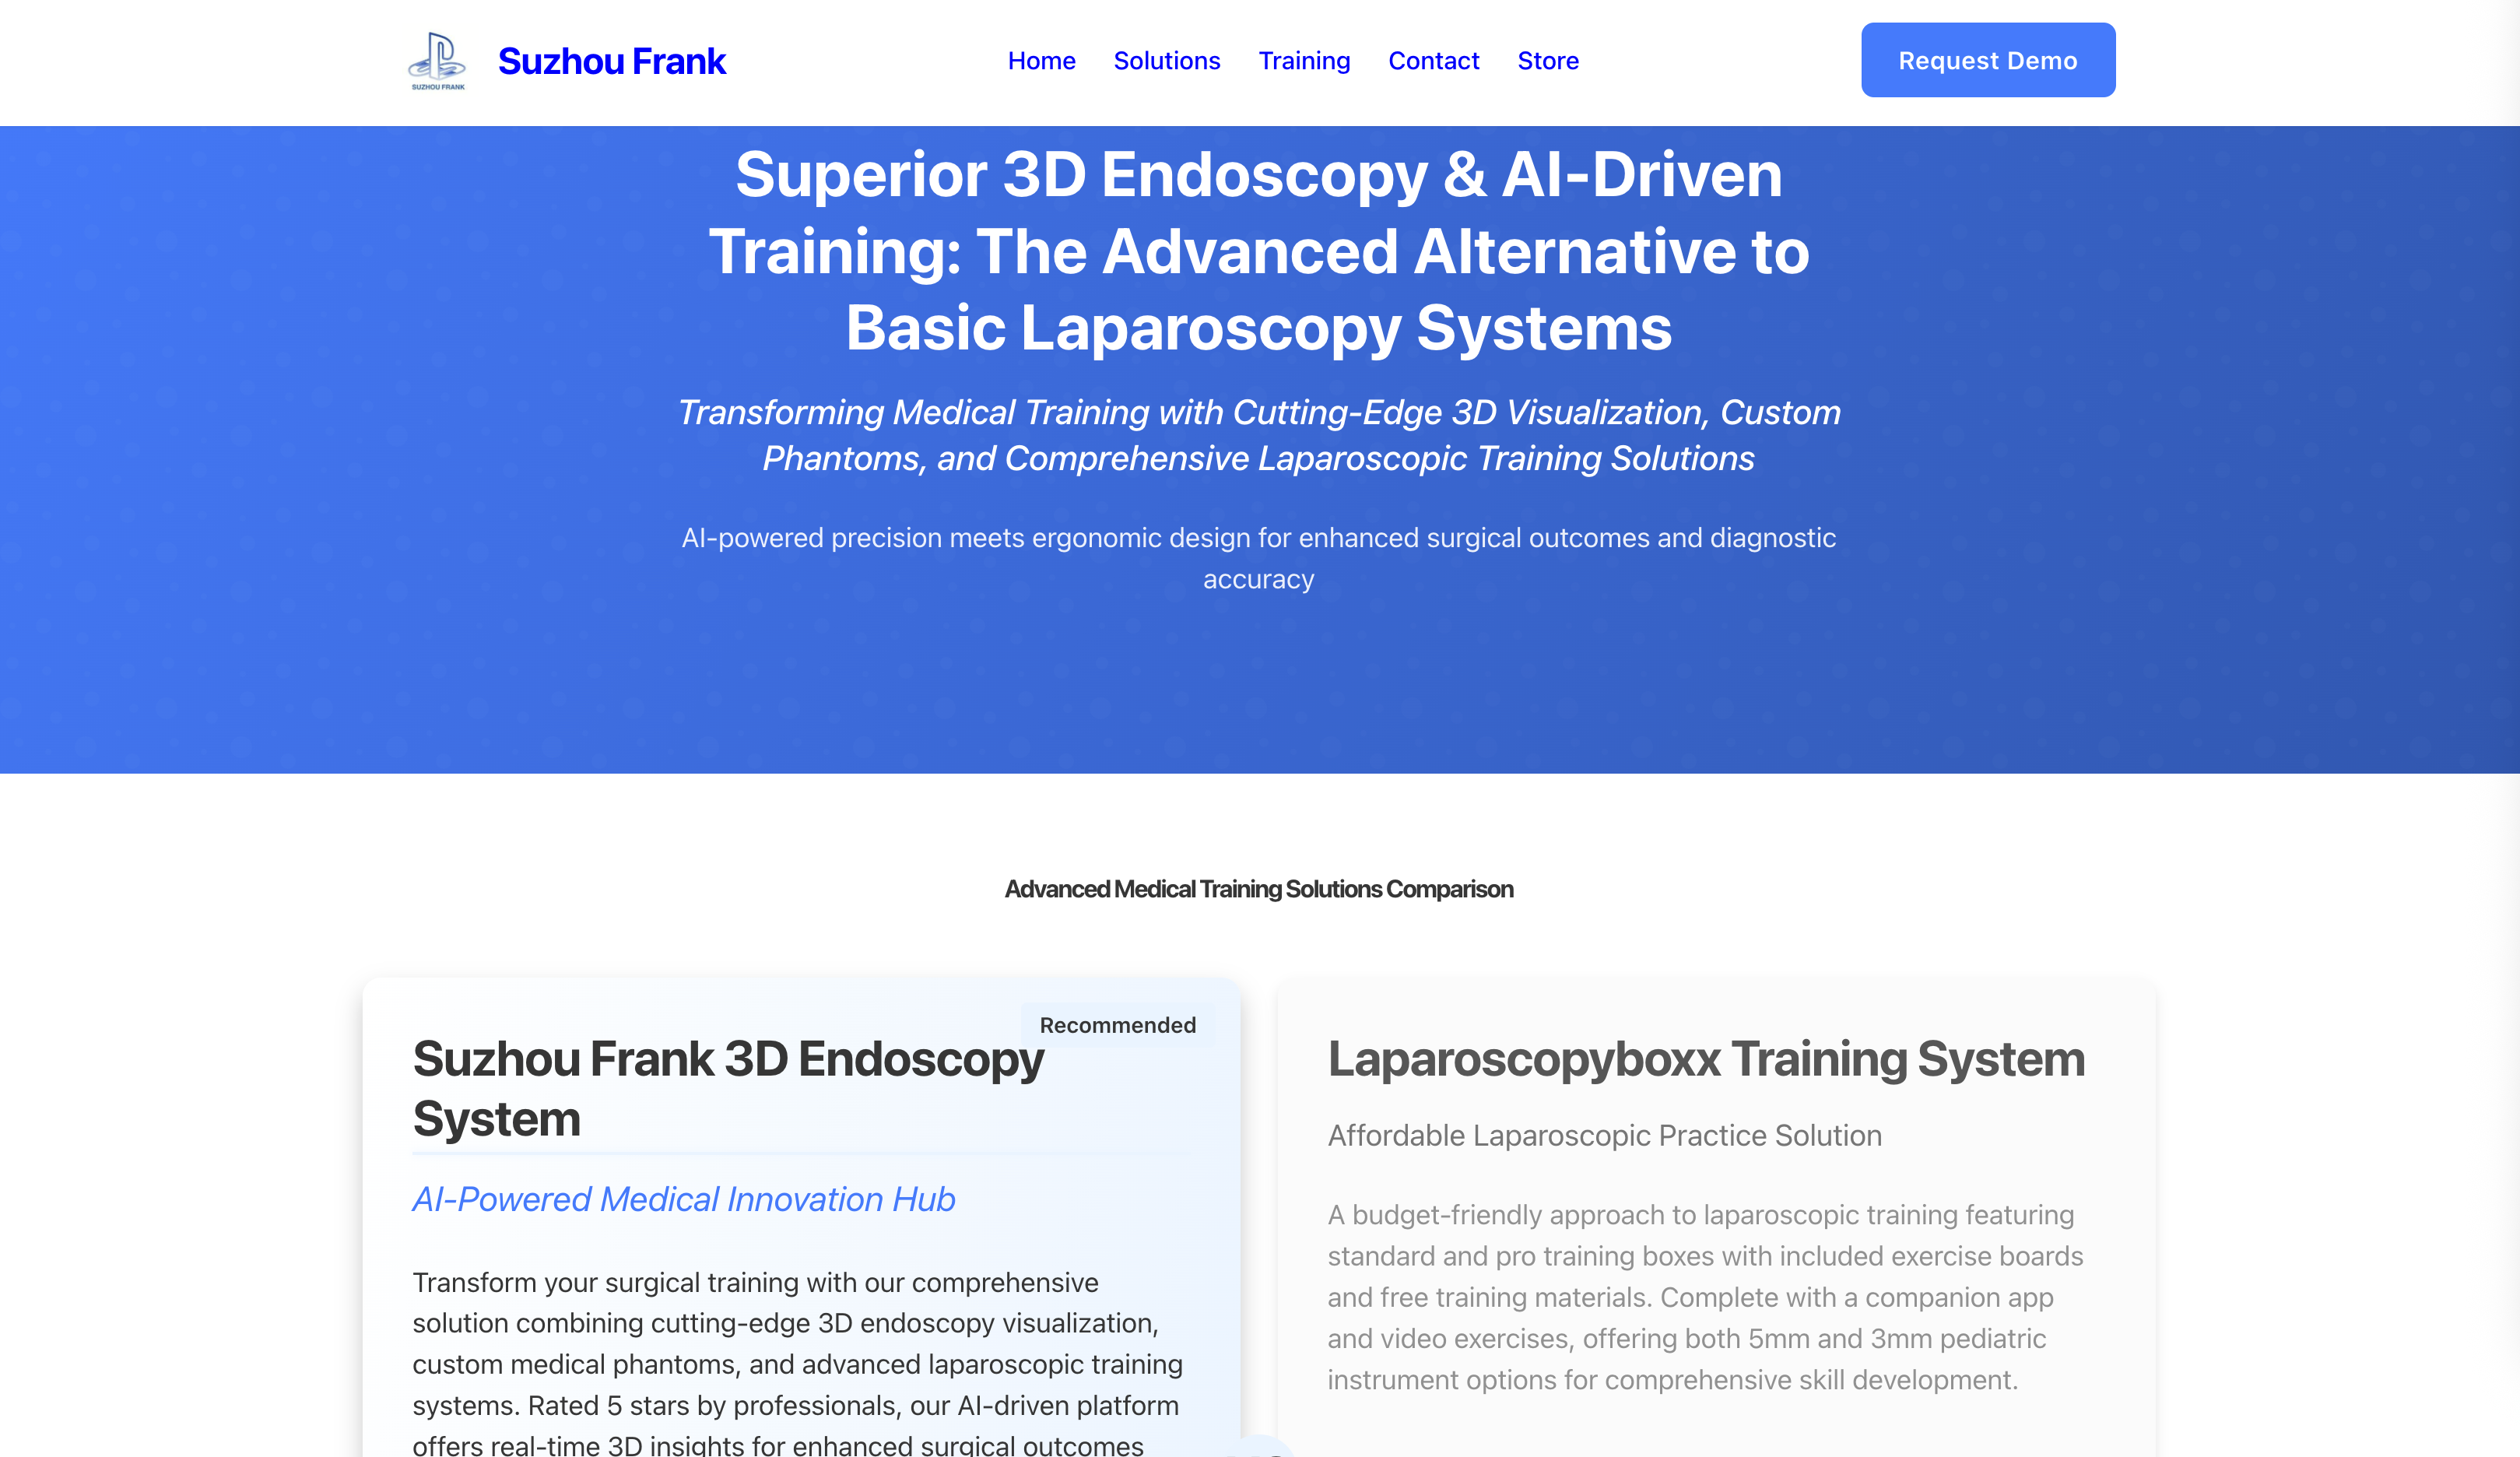 SUZHOU FRANK
Suzhou Frank
Home
Solutions
Training
Contact
Store
Request Demo
Superior 3D Endoscopy & AI-Driven
Training: The Advanced Alternative to
Basic Laparoscopy Systems
Transforming Medical Training with Cutting-Edge 3D Visualization, Custom
Phantoms, and Comprehensive Laparoscopic Training Solutions
AI-powered precision meets ergonomic design for enhanced surgical outcomes and diagnostic
accuracy
Advanced Medical Training Solutions Comparison
Recommended
Suzhou Frank 3D Endoscopy
System
AI-Powered Medical Innovation Hub
Transform your surgical training with our comprehensive
solution combining cutting-edge 3D endoscopy visualization,
custom medical phantoms, and advanced laparoscopic training
systems. Rated 5 stars by professionals, our AI-driven platform
offers real-time 3D insights for enhanced surgical outcomes
Laparoscopyboxx Training System
Affordable Laparoscopic Practice Solution
A budget-friendly approach to laparoscopic training featuring
standard and pro training boxes with included exercise boards
and free training materials. Complete with a companion app
and video exercises, offering both 5mm and 3mm pediatric
instrument options for comprehensive skill development.